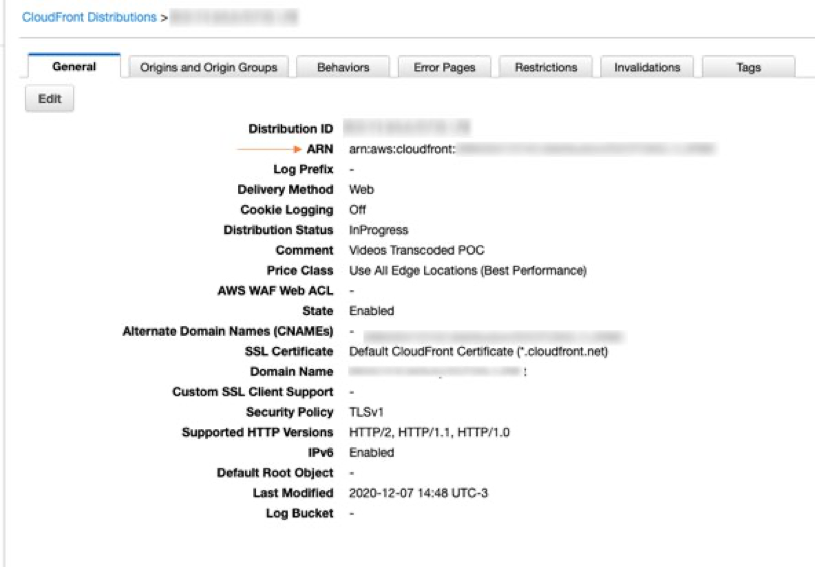 CloudFront Distributions >
General Origins and Origin Groups Behaviors Error Pages Restrictions Invalidations Tags
Edit
Distribution ID
ARN arn:aws:cloudfront:
Log Prefix -
Delivery Method Web
Cookie Logging Off
Distribution Status InProgress
Comment Videos Transcoded POC
Price Class Use All Edge Locations (Best Performance)
AWS WAF Web ACL -
State Enabled
Alternate Domain Names (CNAMEs) -
SSL Certificate Default CloudFront Certificate (*.cloudfront.net)
Domain Name
Custom SSL Client Support -
Security Policy TLSv1
Supported HTTP Versions HTTP/2, HTTP/1.1, HTTP/1.0
IPv6 Enabled
Default Root Object -
Last Modified 2020-12-07 14:48 UTC-3
Log Bucket -